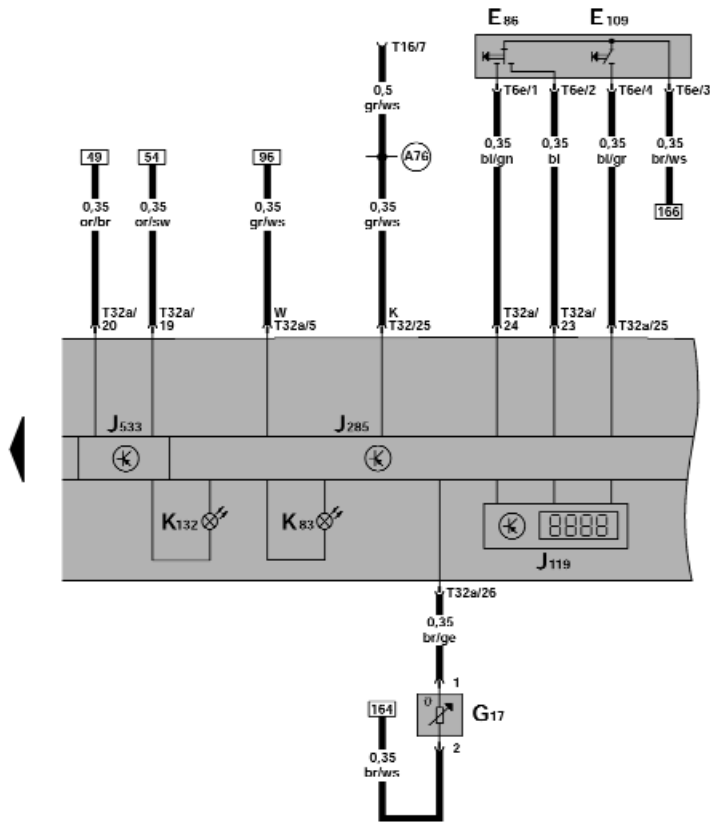 E86 E109
T16/7
T6e/1 T6e/2 T6e/4 T6e/3
0,5
gr/ws
0,35
bl/gn
0,35
bl
0,35
bl/gr
0,35
br/ws
49 54 96 A76
166
0,35
or/br
0,35
or/sw
0,35
gr/ws
0,35
gr/ws
T32a/
20
T32a/
19
W
T32a/5
K
T32/25
T32a/
24
T32a/
23
T32a/25
J533 J285
K132 K83
8888
J119
T32a/26
0,35
br/ge
1
164
G17
2
0,35
br/ws